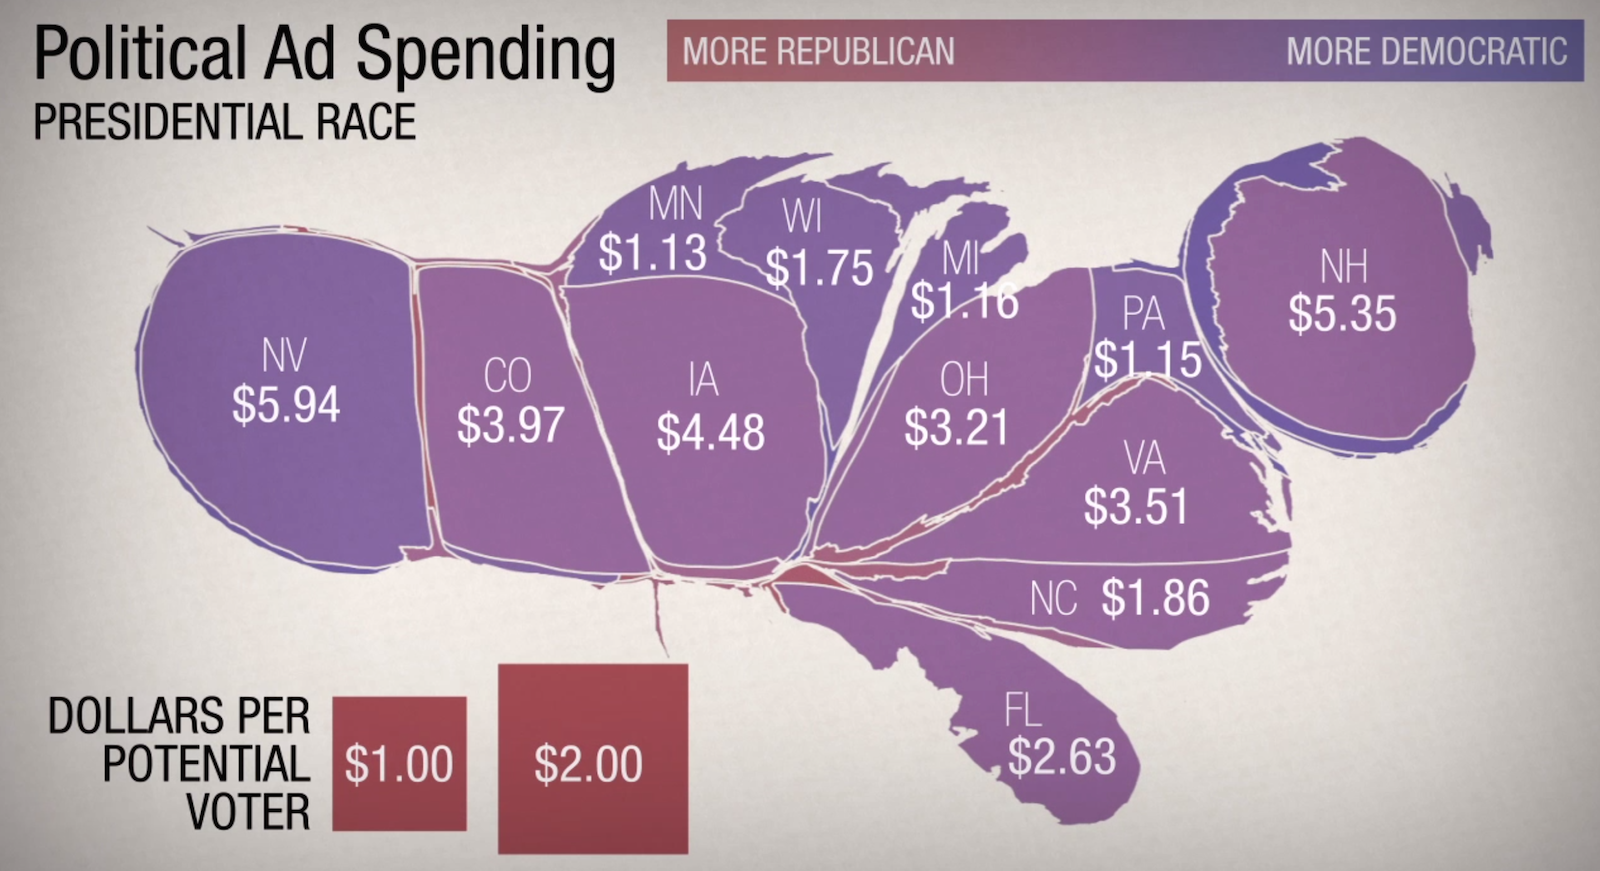 Political Ad Spending
PRESIDENTIAL RACE
MORE REPUBLICAN
MORE DEMOCRATIC
MN
$1.13
WI
$1.75
MI
$1.16
NH
$5.35
PA
$1.15
NV
$5.94
CO
$3.97
IA
$4.48
OH
$3.21
VA
$3.51
NC $1.86
FL
$2.63
DOLLARS PER
POTENTIAL
VOTER
$1.00
$2.00